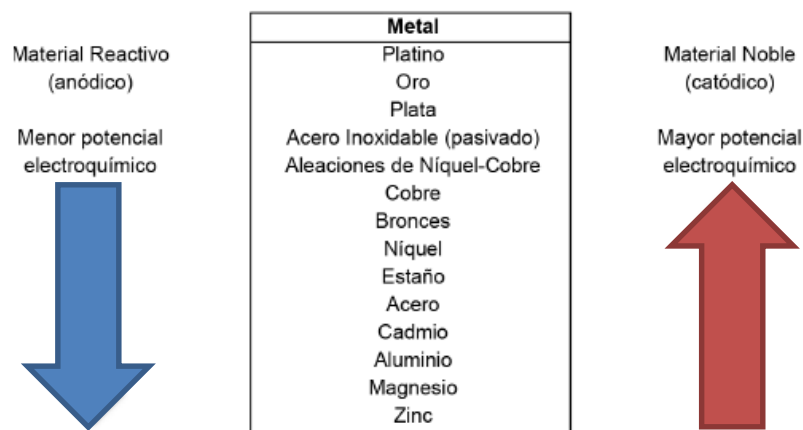 Metal
Material Reactivo
(anódico)
Menor potencial
electroquímico
Platino
Oro
Plata
Acero Inoxidable (pasivado)
Aleaciones de Níquel-Cobre
Cobre
Bronces
Níquel
Estaño
Acero
Cadmio
Aluminio
Magnesio
Zinc
Material Noble
(catódico)
Mayor potencial
electroquímico